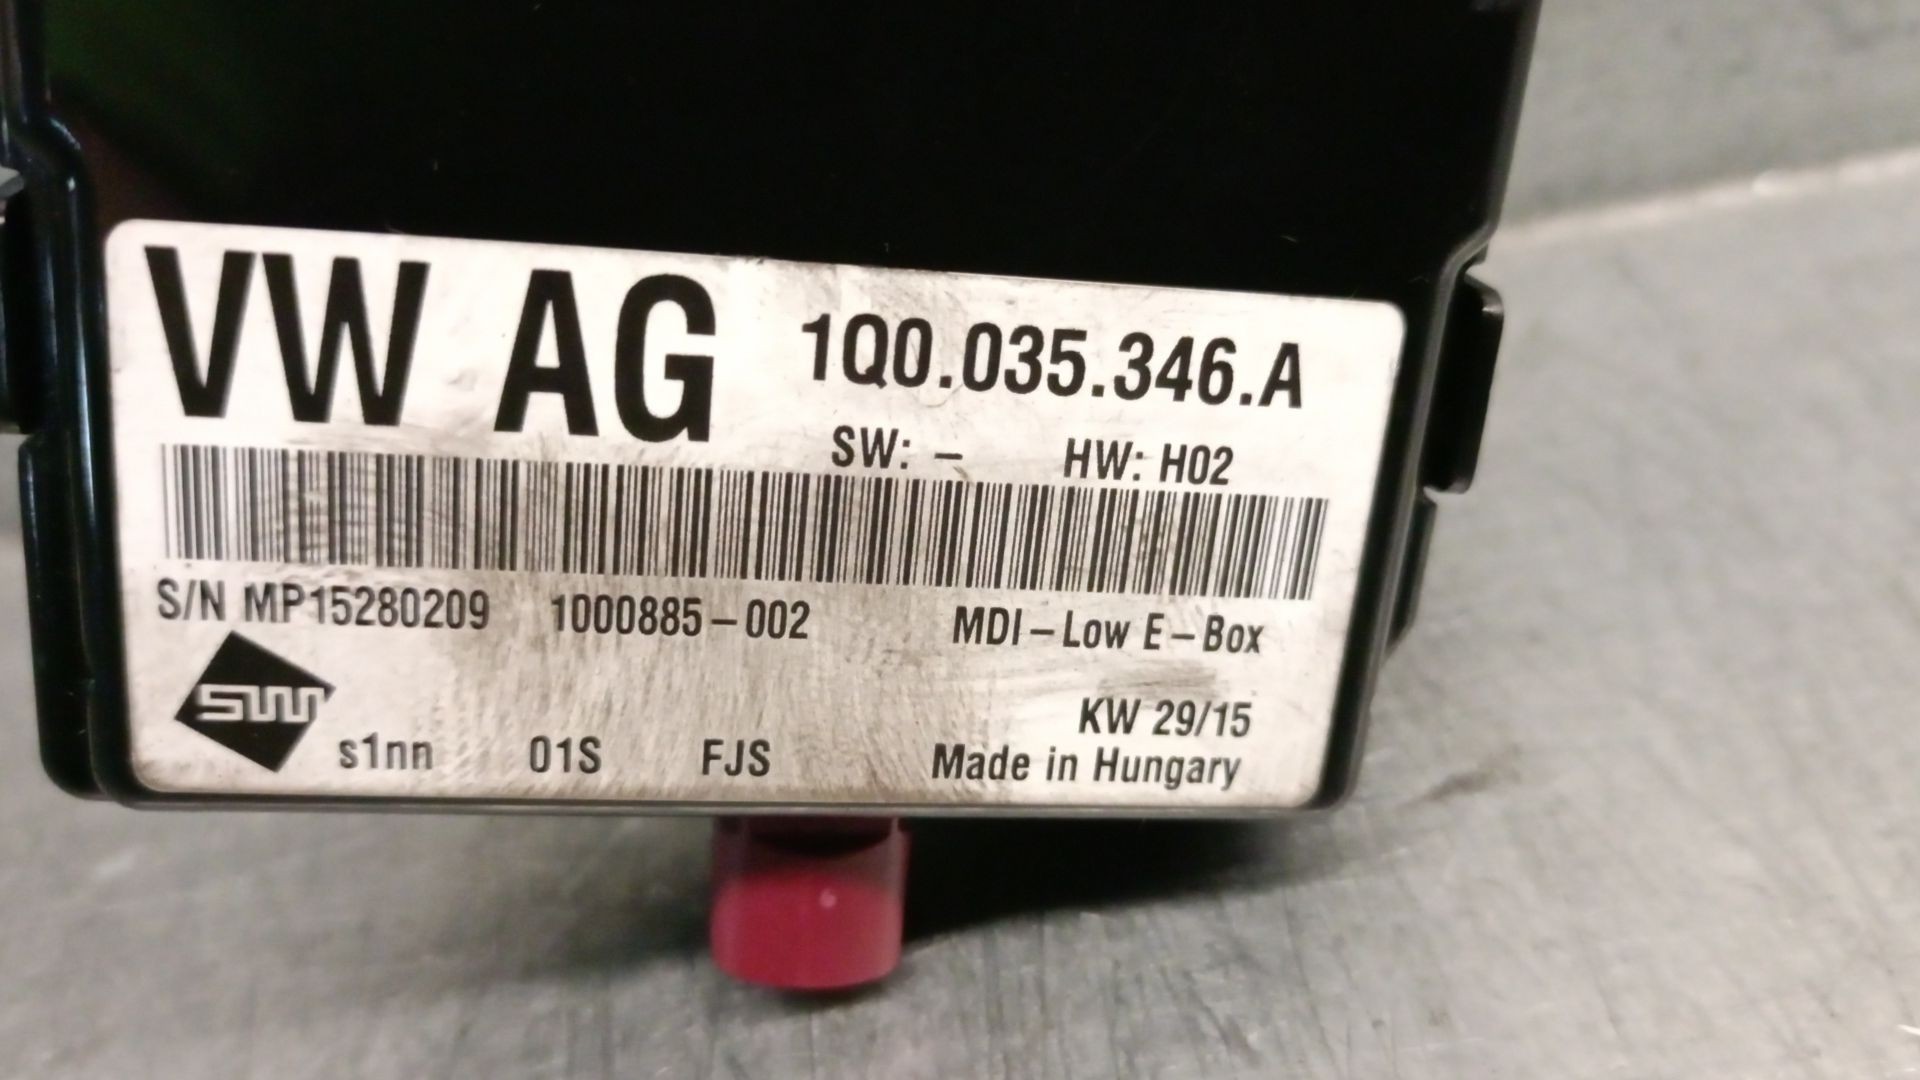 VW AG 1Q0.035.346.A
SW: – HW: H02
S/N MP15280209 1000885-002 MDI-Low E-Box
SW
KW 29/15
s1nn 01S FJS Made in Hungary